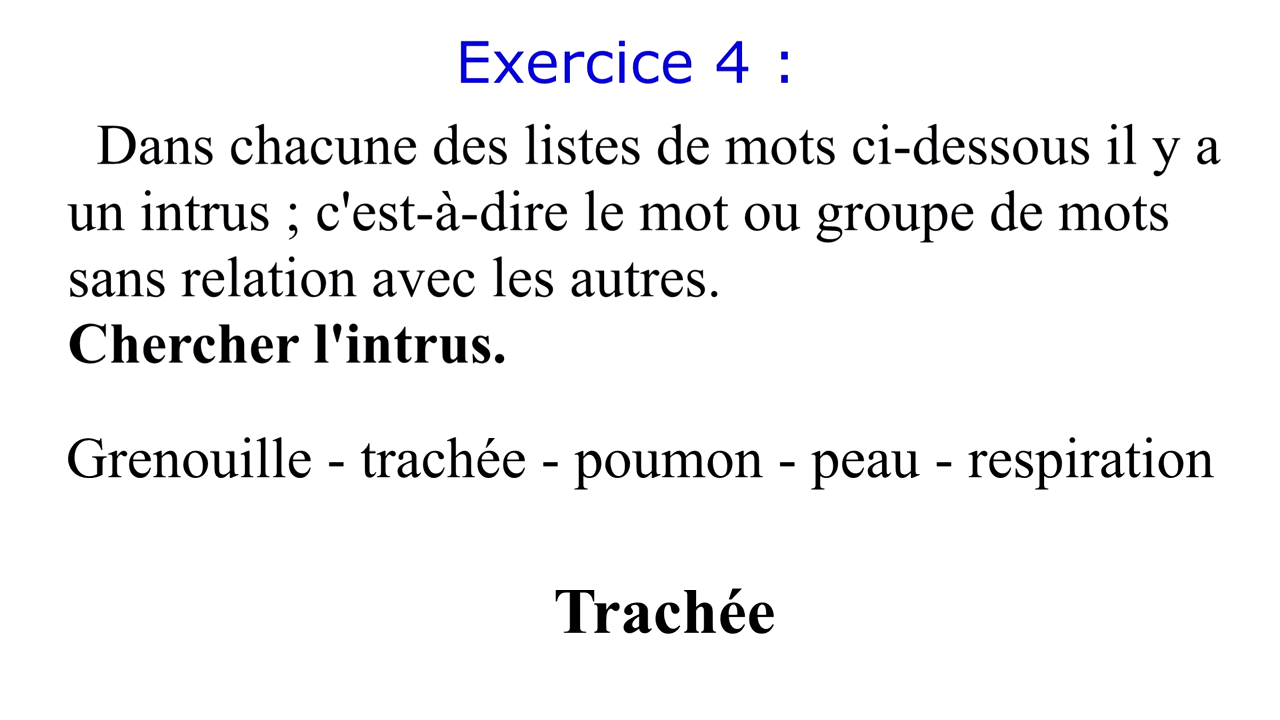 Exercice 4 :
Dans chacune des listes de mots ci-dessous il y a
un intrus ; c'est-à-dire le mot ou groupe de mots
sans relation avec les autres.
Chercher l'intrus.
Grenouille - trachée - poumon - peau - respiration
Trachée